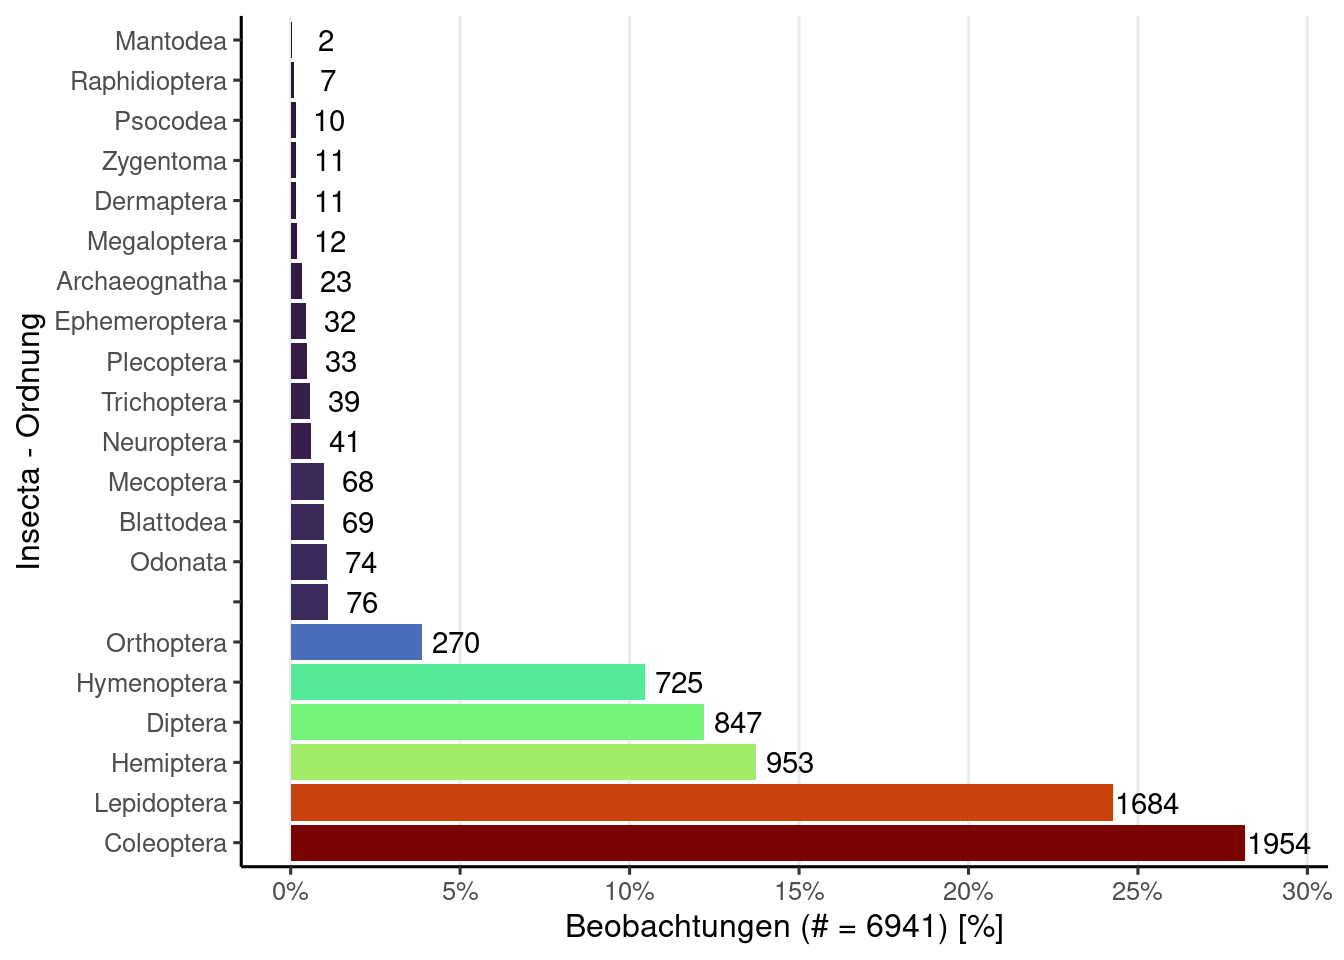 Insecta - Ordnung
Mantodea 2
Raphidioptera 7
Psocodea 10
Zygentoma 11
Dermaptera 11
Megaloptera 12
Archaeognatha 23
Ephemeroptera 32
Plecoptera 33
Trichoptera 39
Neuroptera 41
Mecoptera 68
Blattodea 69
Odonata 74
76
Orthoptera 270
Hymenoptera 725
Diptera 847
Hemiptera 953
Lepidoptera 1684
Coleoptera 1954
0% 5% 10% 15% 20% 25% 30%
Beobachtungen (# = 6941) [%]